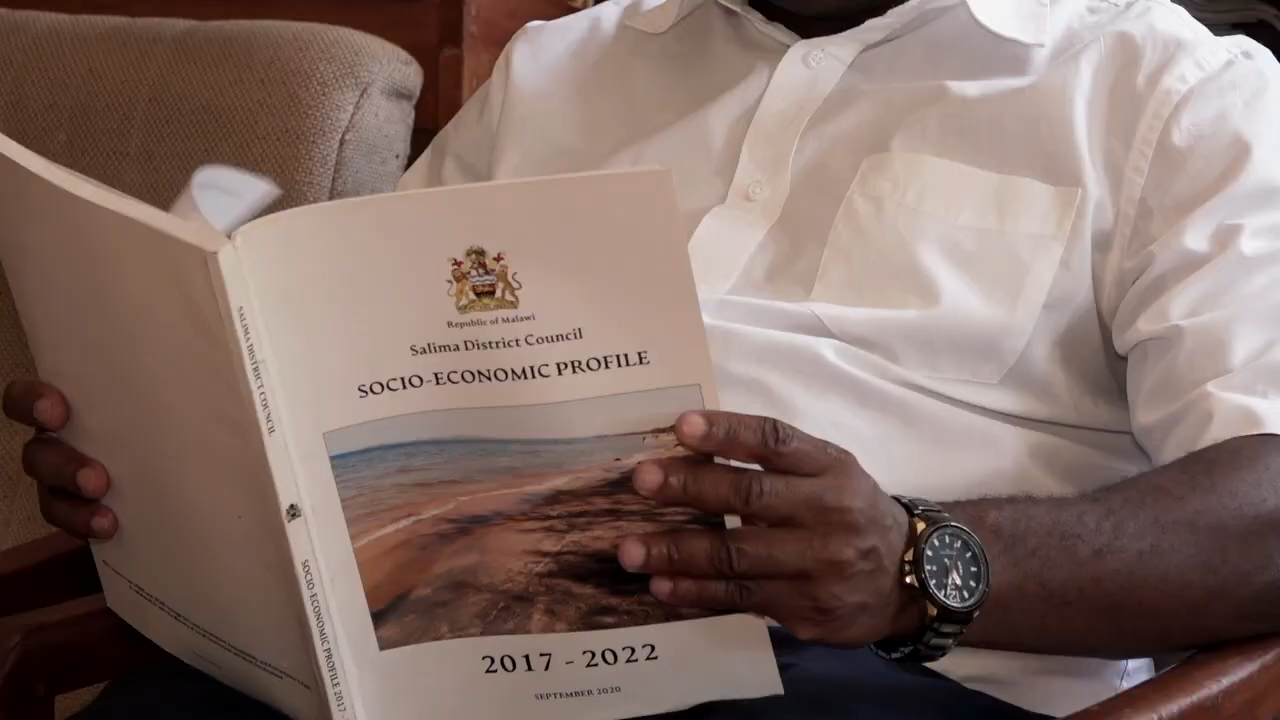 Republic of Malawi
Salima District Council
SOCIO-ECONOMIC PROFILE
2017 - 2022
SEPTEMBER 2020
SALIMA DISTRICT COUNCIL
SOCIO-ECONOMIC PROFILE 2017 -